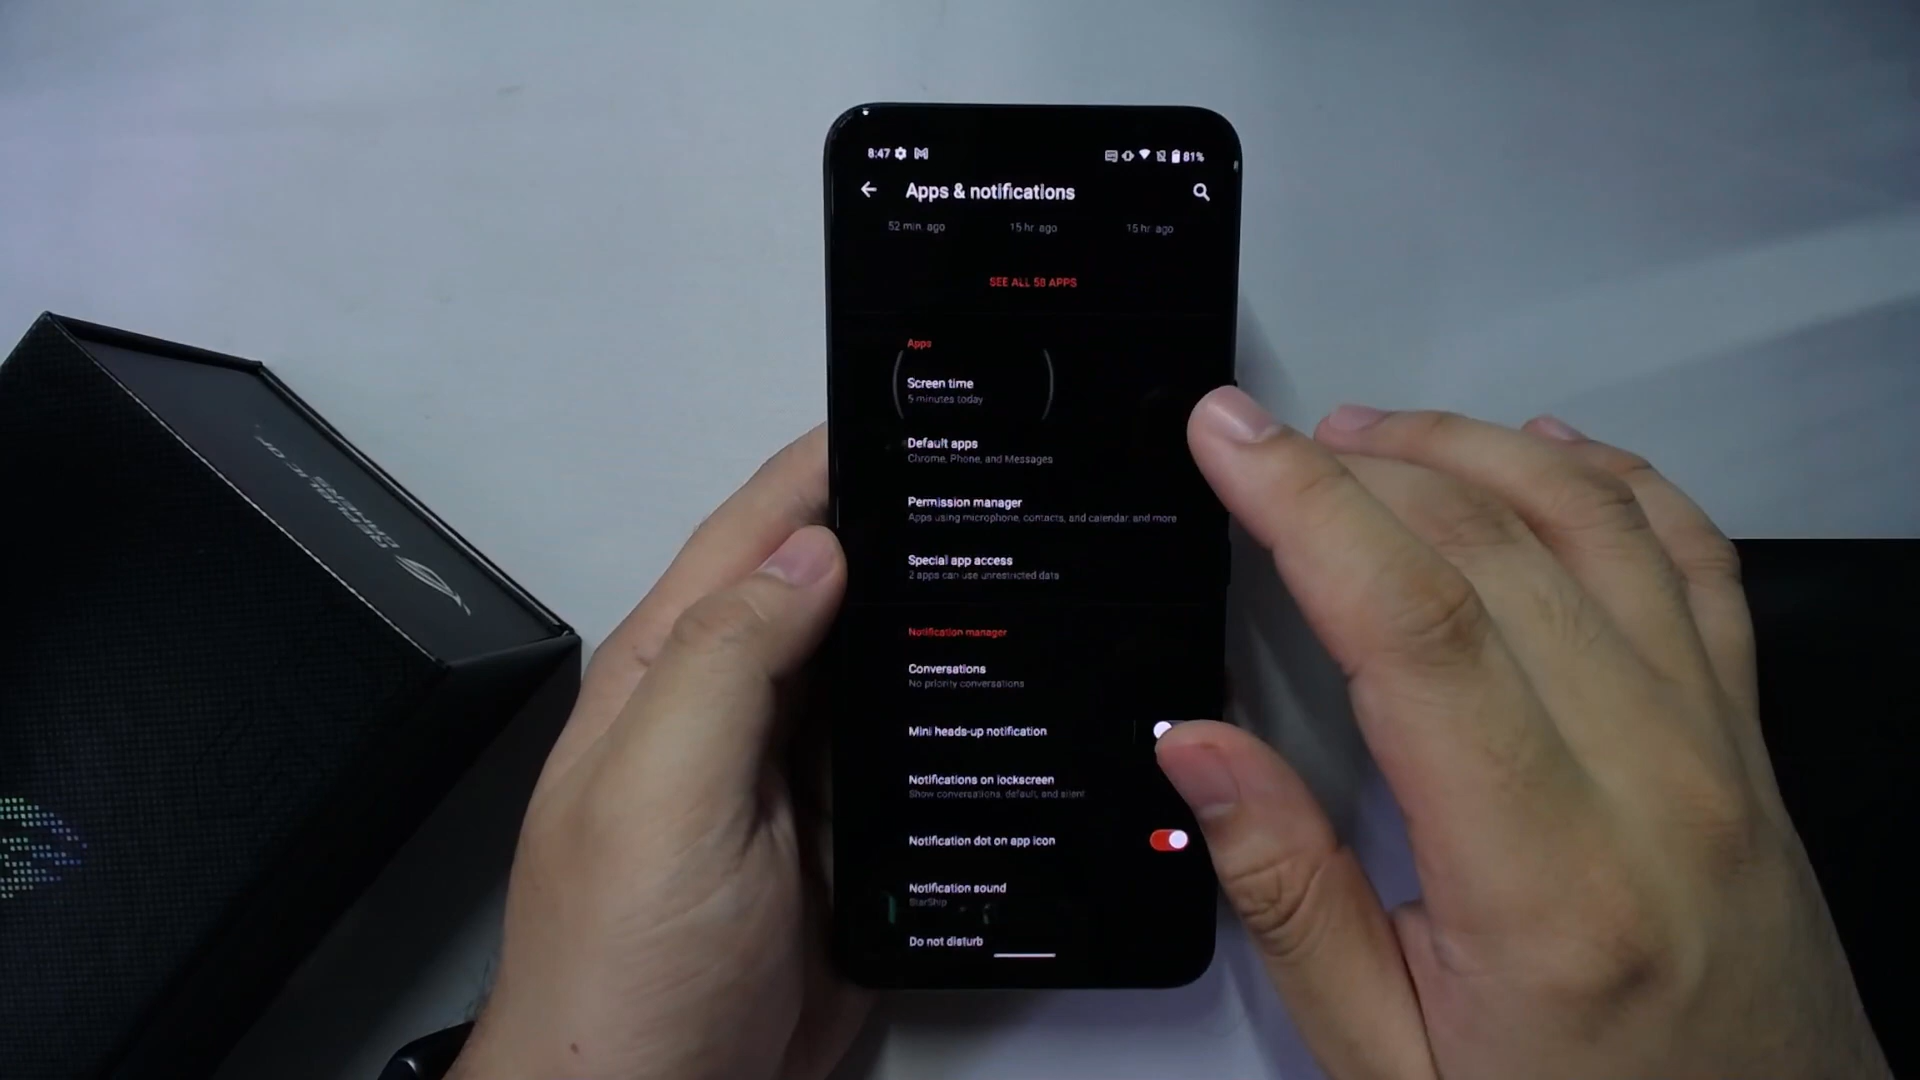 8:47
81%
Apps & notifications
52 min. ago
15 hr. ago
15 hr. ago
SEE ALL 58 APPS
Apps
Screen time
5 minutes today
Default apps
Chrome, Phone, and Messages
Permission manager
Apps using microphone, contacts, and calendar, and more
Special app access
2 apps can use unrestricted data
Notification manager
Conversations
No priority conversations
Mini heads-up notification
Notifications on lockscreen
Show conversations, default, and silent
Notification dot on app icon
Notification sound
StarShip
Do not disturb
REPUBLIC OF
GAMERS